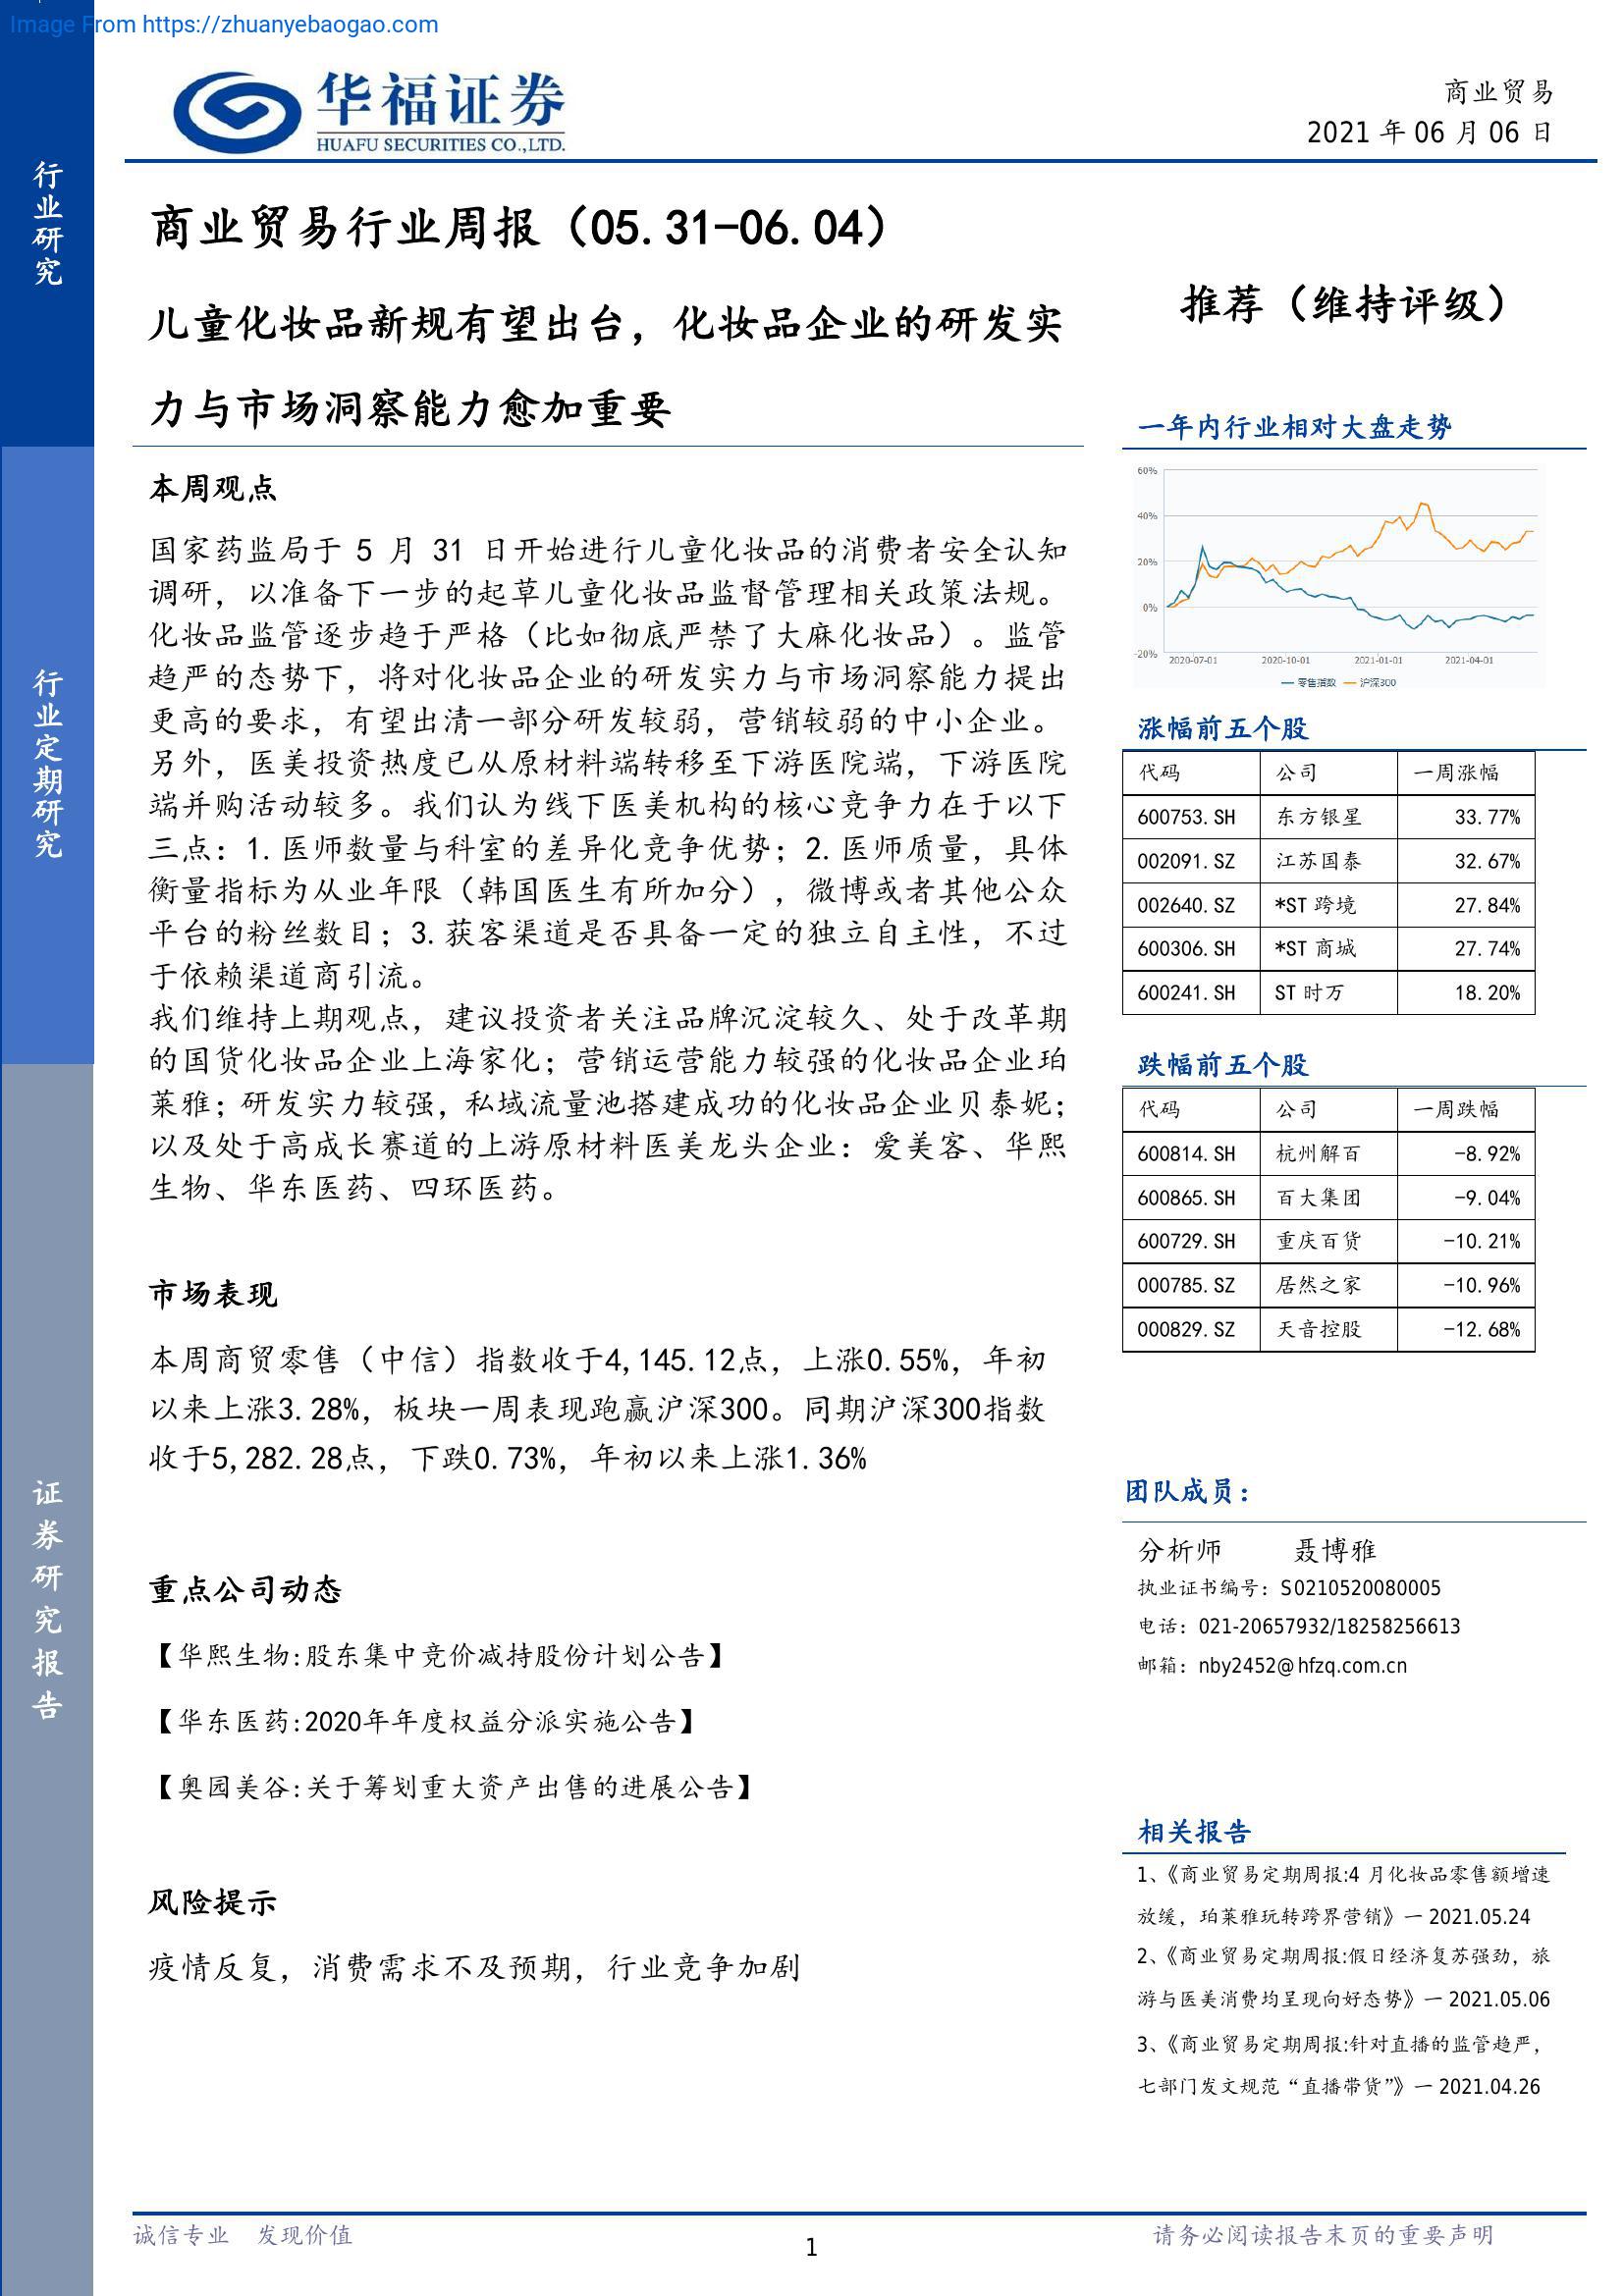 Image From https://zhuanyebaogao.com
华福证券
HUAFU SECURITIES CO.,LTD.
商业贸易
2021 年 06 月 06 日
行业研究
行业定期研究
证券研究报告
商业贸易行业周报（05.31-06.04）
儿童化妆品新规有望出台，化妆品企业的研发实
力与市场洞察能力愈加重要
本周观点
国家药监局于 5 月 31 日开始进行儿童化妆品的消费者安全认知
调研，以准备下一步的起草儿童化妆品监督管理相关政策法规。
化妆品监管逐步趋于严格（比如彻底严禁了大麻化妆品）。监管
趋严的态势下，将对化妆品企业的研发实力与市场洞察能力提出
更高的要求，有望出清一部分研发较弱，营销较弱的中小企业。
另外，医美投资热度已从原材料端转移至下游医院端，下游医院
端并购活动较多。我们认为线下医美机构的核心竞争力在于以下
三点：1.医师数量与科室的差异化竞争优势；2.医师质量，具体
衡量指标为从业年限（韩国医生有所加分），微博或者其他公众
平台的粉丝数目；3.获客渠道是否具备一定的独立自主性，不过
于依赖渠道商引流。
我们维持上期观点，建议投资者关注品牌沉淀较久、处于改革期
的国货化妆品企业上海家化；营销运营能力较强的化妆品企业珀
莱雅；研发实力较强，私域流量池搭建成功的化妆品企业贝泰妮；
以及处于高成长赛道的上游原材料医美龙头企业：爱美客、华熙
生物、华东医药、四环医药。
市场表现
本周商贸零售（中信）指数收于4,145.12点，上涨0.55%，年初
以来上涨3.28%，板块一周表现跑赢沪深300。同期沪深300指数
收于5,282.28点，下跌0.73%，年初以来上涨1.36%
重点公司动态
【华熙生物:股东集中竞价减持股份计划公告】
【华东医药:2020年年度权益分派实施公告】
【奥园美谷:关于筹划重大资产出售的进展公告】
风险提示
疫情反复，消费需求不及预期，行业竞争加剧
推荐（维持评级）
一年内行业相对大盘走势
60%
40%
20%
0%
-20%
2020-07-01 2020-10-01 2021-01-01 2021-04-01
零售指数 沪深300
涨幅前五个股
代码 公司 一周涨幅
600753.SH 东方银星 33.77%
002091.SZ 江苏国泰 32.67%
002640.SZ *ST 跨境 27.84%
600306.SH *ST 商城 27.74%
600241.SH ST 时万 18.20%
跌幅前五个股
代码 公司 一周跌幅
600814.SH 杭州解百 -8.92%
600865.SH 百大集团 -9.04%
600729.SH 重庆百货 -10.21%
000785.SZ 居然之家 -10.96%
000829.SZ 天音控股 -12.68%
团队成员：
分析师 聂博雅
执业证书编号：S0210520080005
电话：021-20657932/18258256613
邮箱：nby2452@hfzq.com.cn
相关报告
1、《商业贸易定期周报:4 月化妆品零售额增速
放缓，珀莱雅玩转跨界营销》一 2021.05.24
2、《商业贸易定期周报:假日经济复苏强劲，旅
游与医美消费均呈现向好态势》一 2021.05.06
3、《商业贸易定期周报:针对直播的监管趋严，
七部门发文规范“直播带货”》一 2021.04.26
诚信专业 发现价值
1
请务必阅读报告末页的重要声明